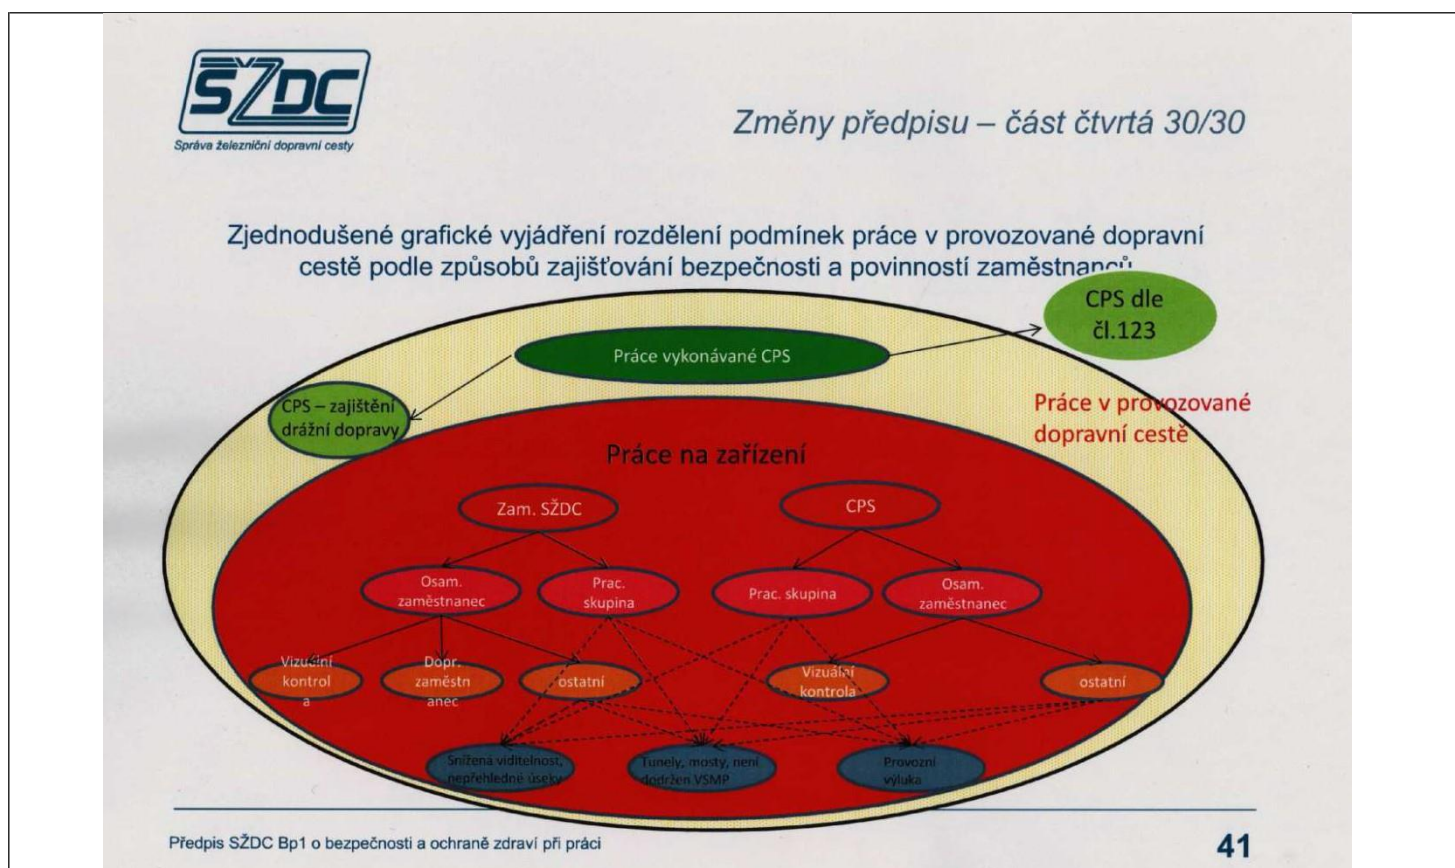 SŽDC
Správa železniční dopravní cesty
Změny předpisu – část čtvrtá 30/30
Zjednodušené grafické vyjádření rozdělení podmínek práce v provozované dopravní
cestě podle způsobů zajišťování bezpečnosti a povinností zaměstnanců
CPS dle
čl.123
Práce vykonávané CPS
CPS – zajištění
drážní dopravy
Práce v provozované
dopravní cestě
Práce na zařízení
Zam. SŽDC
CPS
Osam.
zaměstnanec
Prac.
skupina
Prac. skupina
Osam.
zaměstnanec
Vizuální
kontrol
a
Dopr.
zaměstn
anec
ostatní
Vizuální
kontrola
ostatní
Snížená viditelnost,
nepřehledné úseky
Tunely, mosty, není
dodržen VSMP
Provozní
výluka
Předpis SŽDC Bp1 o bezpečnosti a ochraně zdraví při práci
41